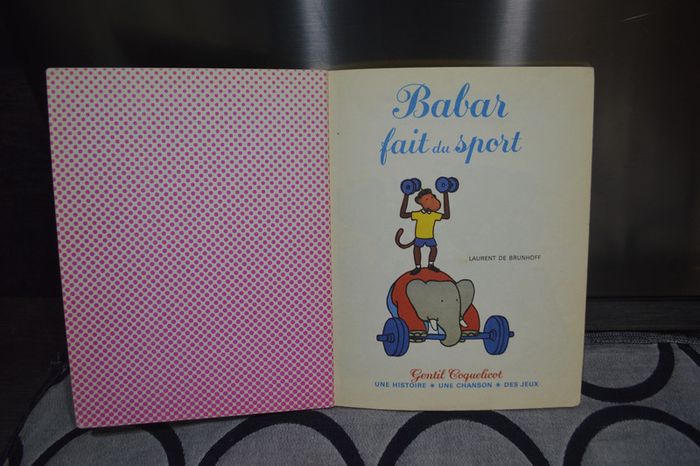 Babar
fait du sport
LAURENT DE BRUNHOFF
Gentil Coquelicot
UNE HISTOIRE * UNE CHANSON * DES JEUX